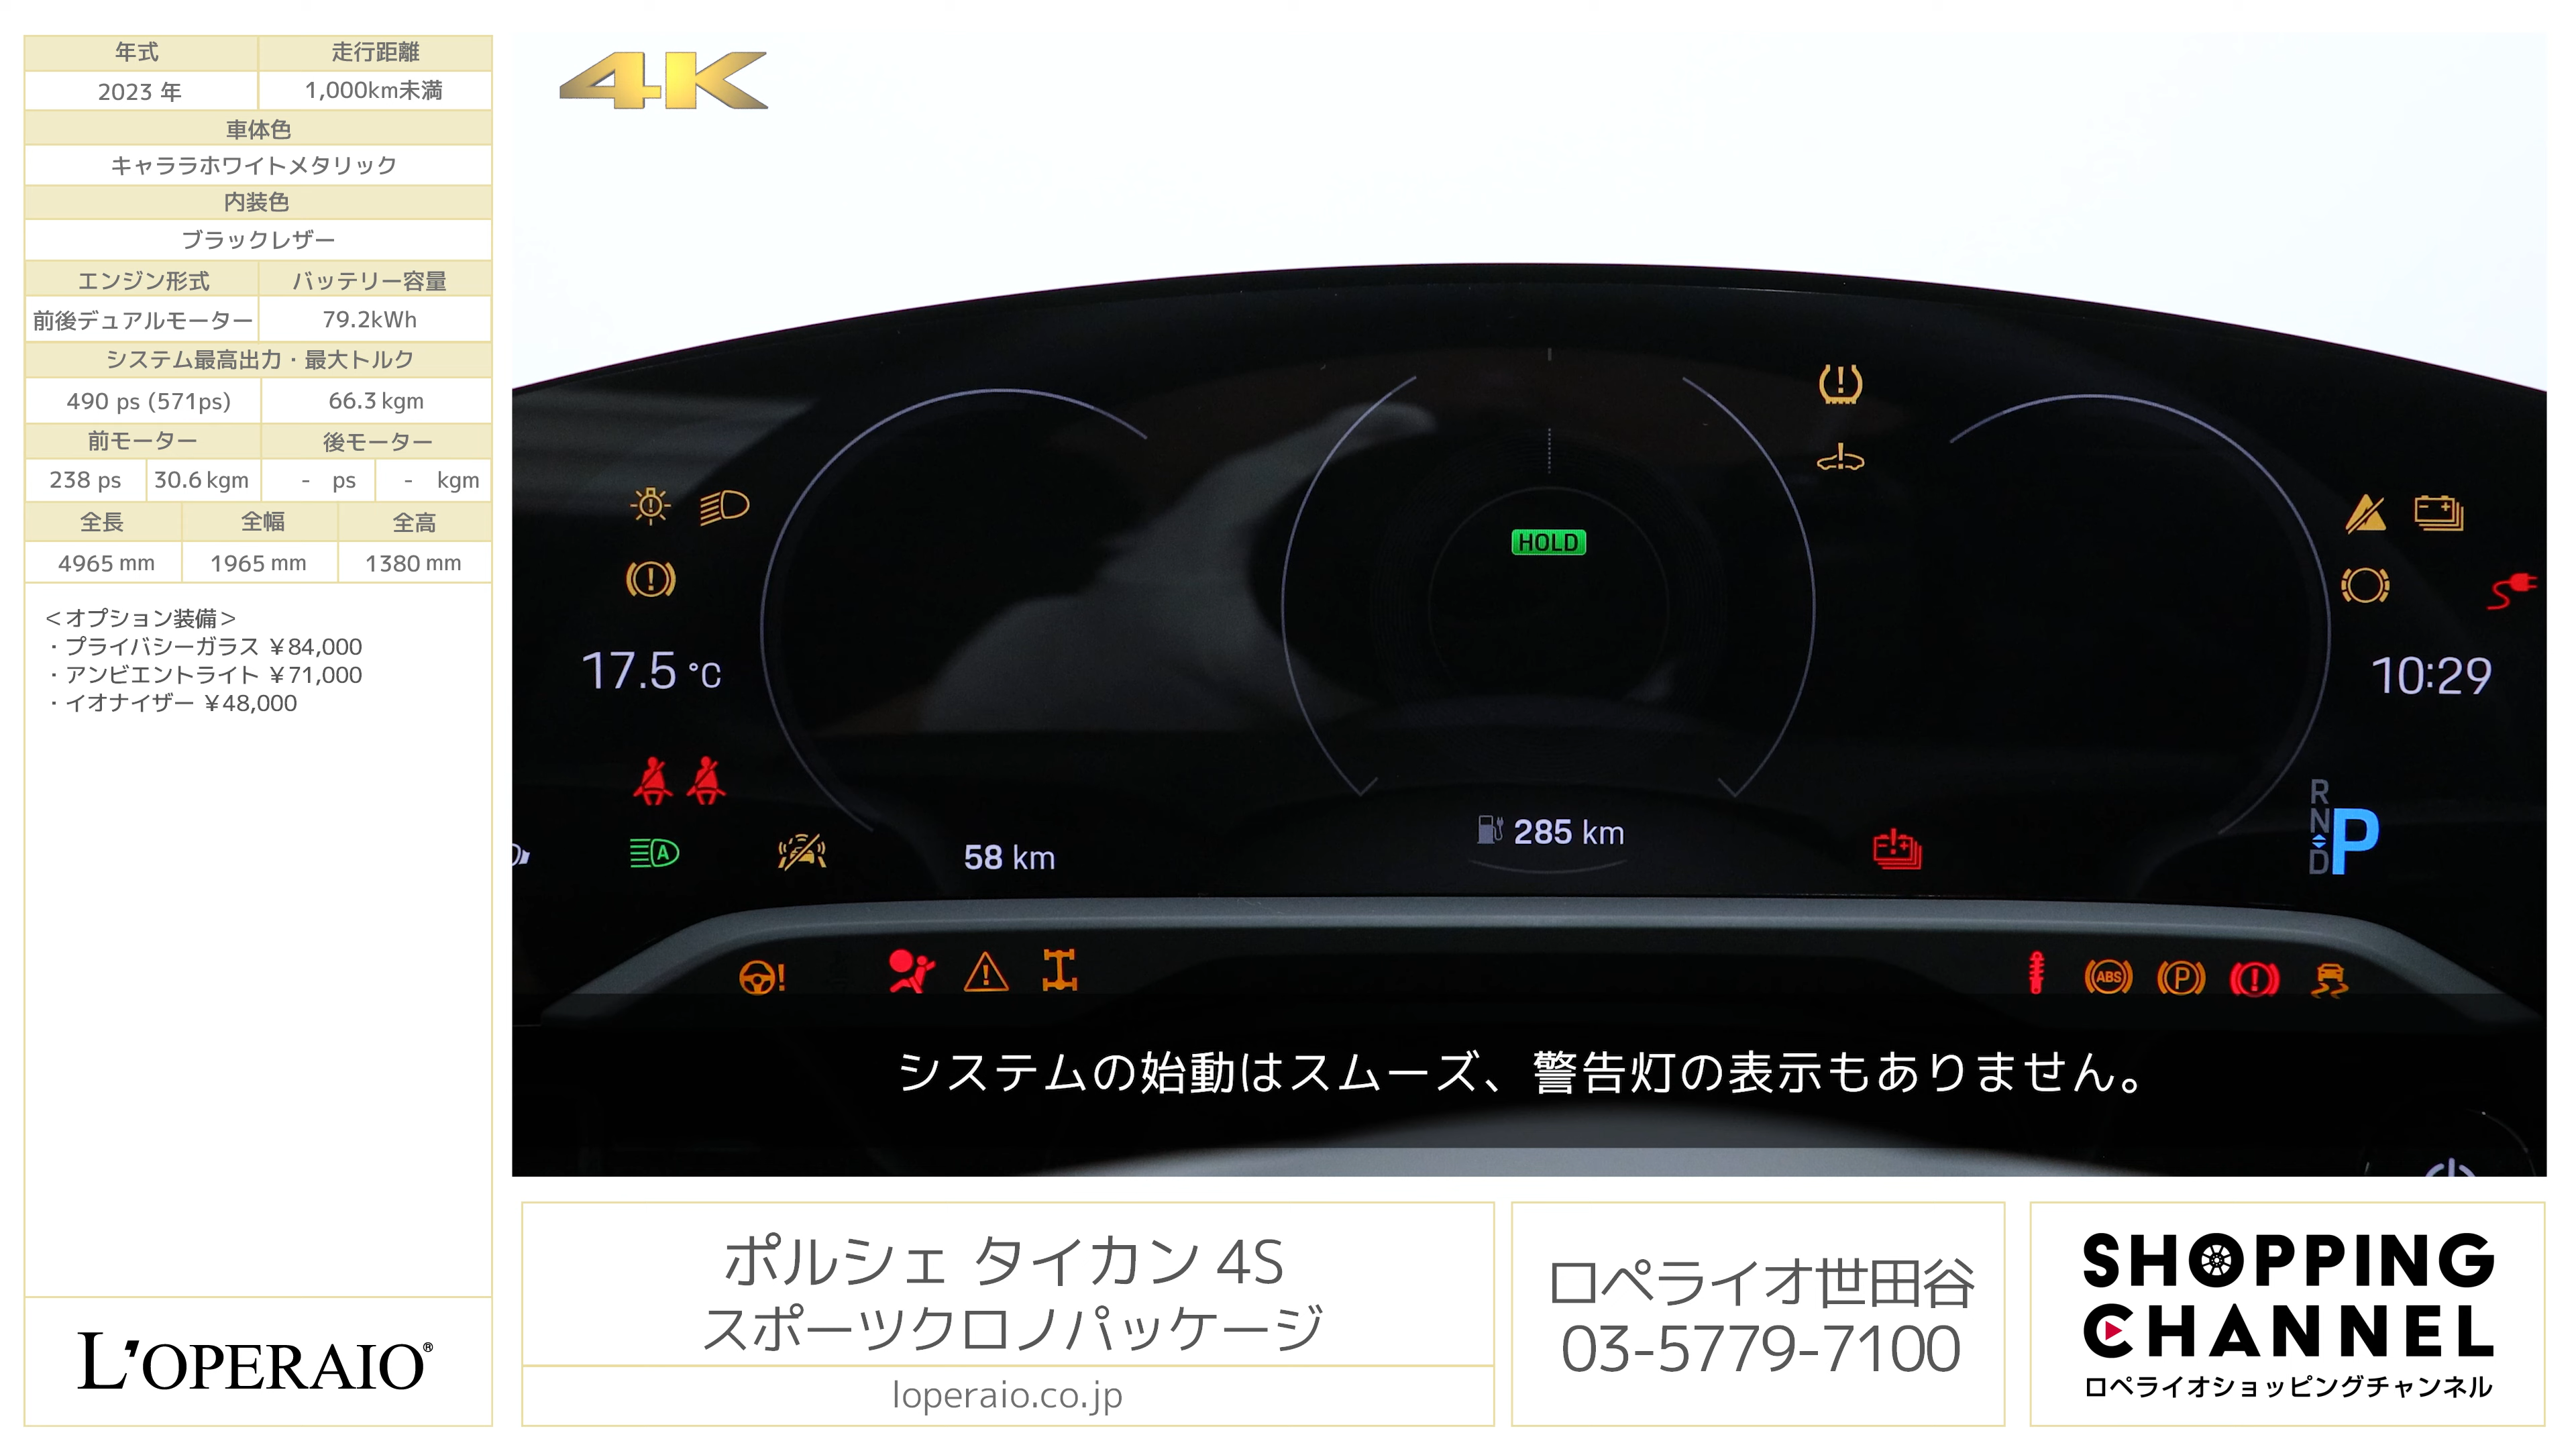 年式 走行距離
2023 年 1,000km未満
車体色
キャララホワイトメタリック
内装色
ブラックレザー
エンジン形式 バッテリー容量
前後デュアルモーター 79.2kWh
システム最高出力・最大トルク
490 ps (571ps) 66.3 kgm
前モーター 後モーター
238 ps 30.6 kgm - ps - kgm
全長 全幅 全高
4965 mm 1965 mm 1380 mm
＜オプション装備＞
・プライバシーガラス ￥84,000
・アンビエントライト ￥71,000
・イオナイザー ￥48,000
L'OPERAIO®
4K
HOLD
17.5 °C
10:29
A
58 km
285 km
R
N
D
P
ABS
P
システムの始動はスムーズ、警告灯の表示もありません。
ポルシェ タイカン 4S
スポーツクロノパッケージ
loperaio.co.jp
ロペライオ世田谷
03-5779-7100
SHOPPING
CHANNEL
ロペライオショッピングチャンネル